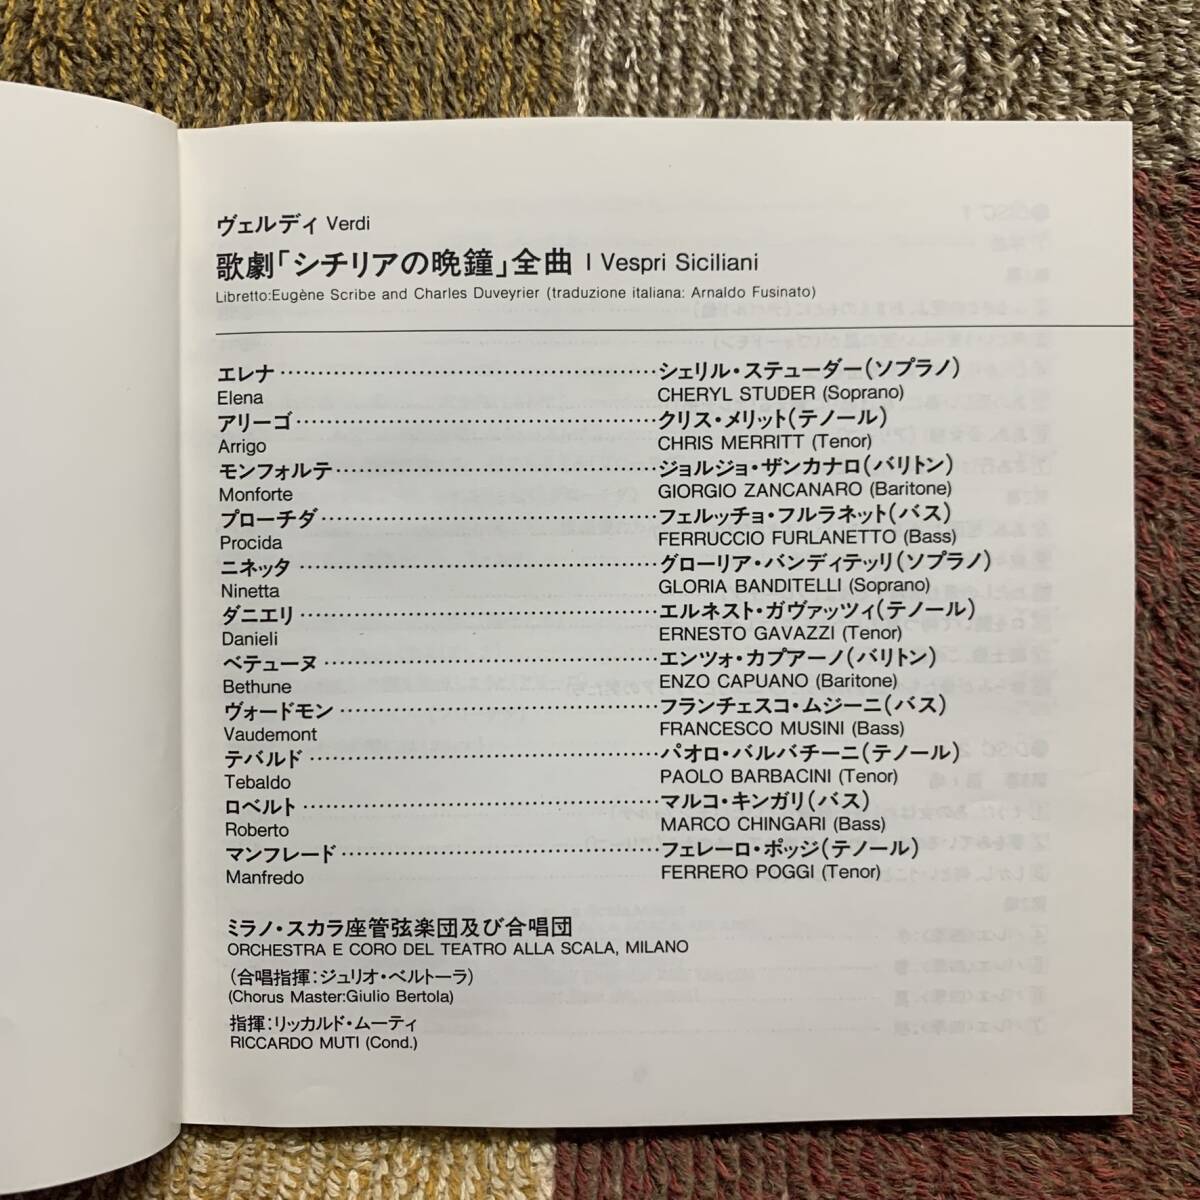 ヴェルディ Verdi
歌劇「シチリアの晩鐘」全曲 I Vespri Siciliani
Libretto:Eugène Scribe and Charles Duveyrier (traduzione italiana: Arnaldo Fusinato)
エレナ……シェリル・ステューダー(ソプラノ)
Elena CHERYL STUDER (Soprano)
アリーゴ……クリス・メリット(テノール)
Arrigo CHRIS MERRITT (Tenor)
モンフォルテ……ジョルジョ・ザンカナロ(バリトン)
Monforte GIORGIO ZANCANARO (Baritone)
プローチダ……フェルッチョ・フルラネット(バス)
Procida FERRUCCIO FURLANETTO (Bass)
ニネッタ……グローリア・バンディテッリ(ソプラノ)
Ninetta GLORIA BANDITELLI (Soprano)
ダニエリ……エルネスト・ガヴァッツィ(テノール)
Danieli ERNESTO GAVAZZI (Tenor)
ベテューヌ……エンツォ・カプアーノ(バリトン)
Bethune ENZO CAPUANO (Baritone)
ヴォードモン……フランチェスコ・ムジーニ(バス)
Vaudemont FRANCESCO MUSINI (Bass)
テバルド……パオロ・バルバチーニ(テノール)
Tebaldo PAOLO BARBACINI (Tenor)
ロベルト……マルコ・キンガリ(バス)
Roberto MARCO CHINGARI (Bass)
マンフレード……フェレーロ・ポッジ(テノール)
Manfredo FERRERO POGGI (Tenor)
ミラノ・スカラ座管弦楽団及び合唱団
ORCHESTRA E CORO DEL TEATRO ALLA SCALA, MILANO
(合唱指揮:ジュリオ・ベルトーラ)
(Chorus Master:Giulio Bertola)
指揮:リッカルド・ムーティ
RICCARDO MUTI (Cond.)